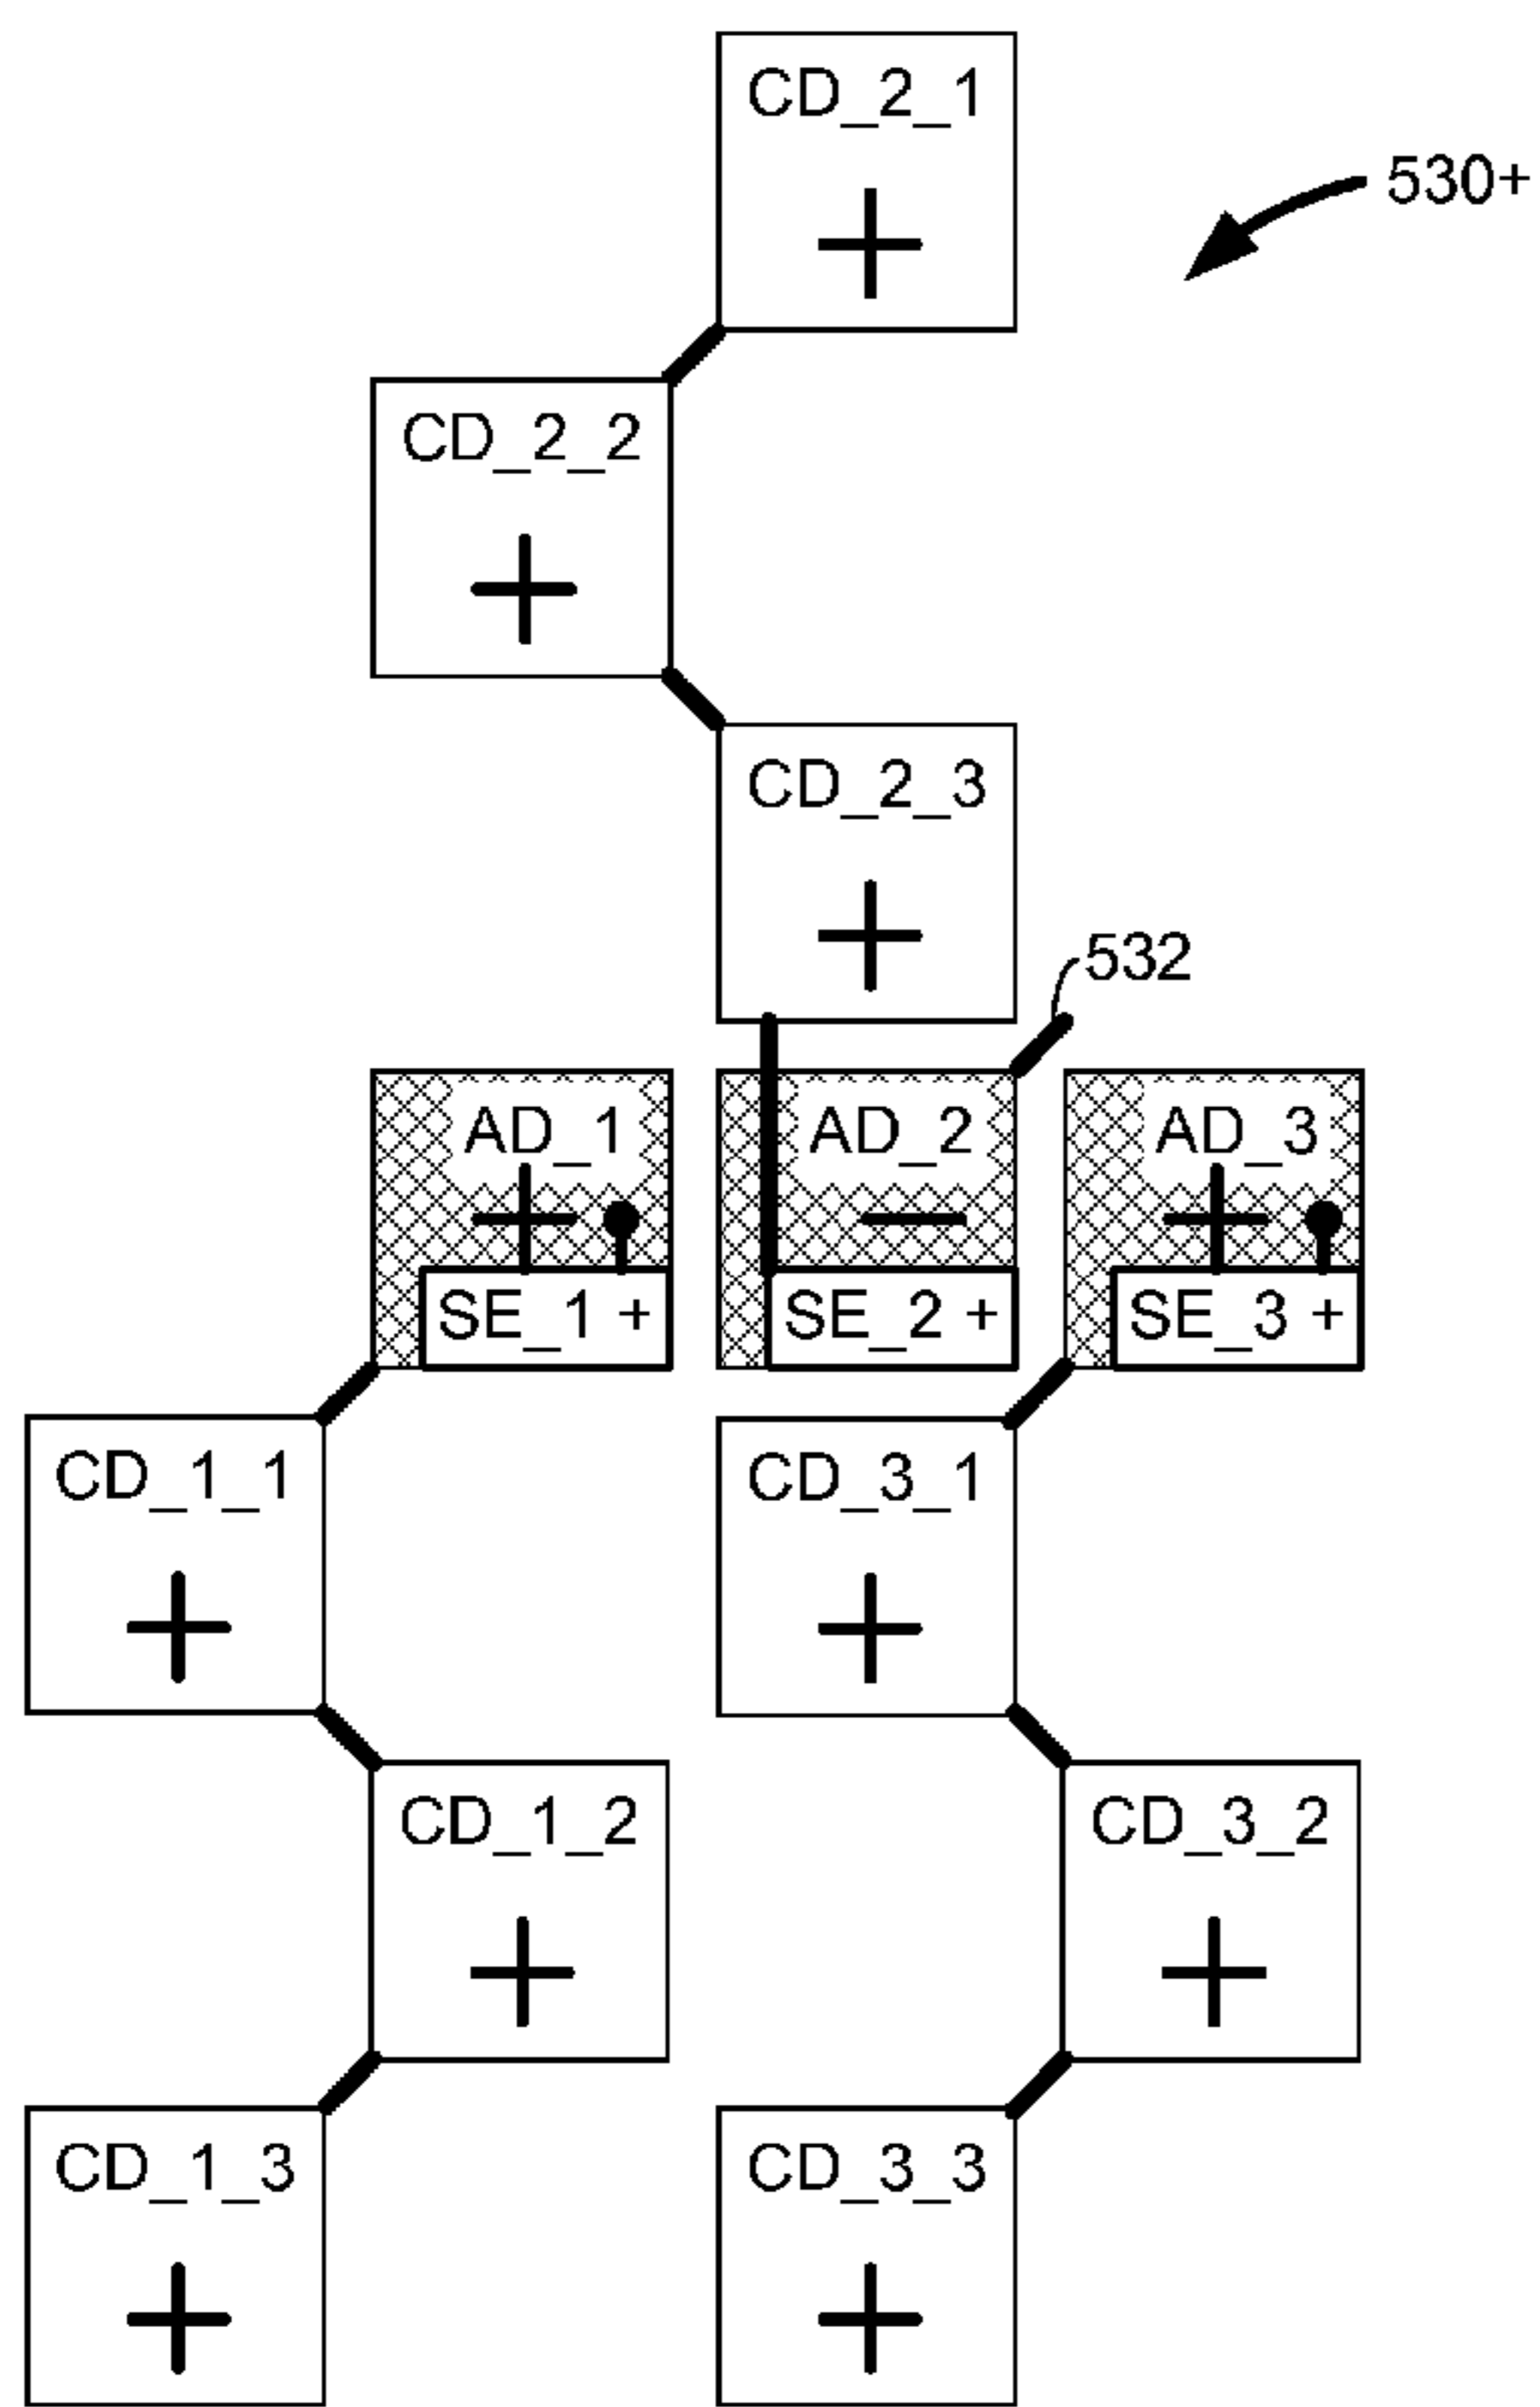 CD_2_1
530+
CD_2_2
CD_2_3
532
AD_1
AD_2
AD_3
SE_1 +
SE_2 +
SE_3 +
CD_1_1
CD_3_1
CD_1_2
CD_3_2
CD_1_3
CD_3_3